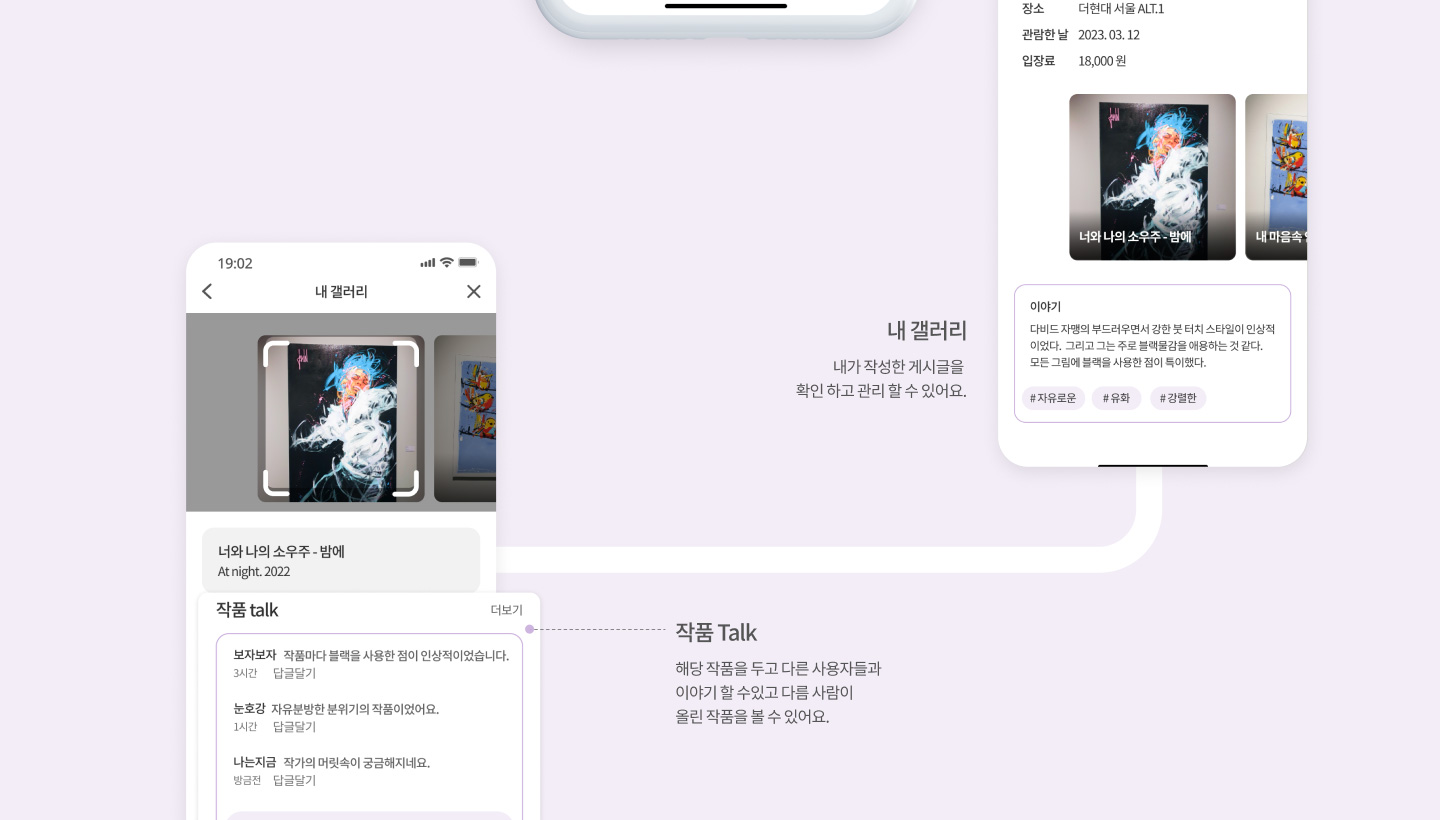 장소 더현대 서울 ALT.1
관람한 날 2023. 03. 12
입장료 18,000 원
너와 나의 소우주 - 밤에
내 마음속
이야기
다비드 자맹의 부드러우면서 강한 붓 터치 스타일이 인상적
이었다. 그리고 그는 주로 블랙물감을 애용하는 것 같다.
모든 그림에 블랙을 사용한 점이 특이했다.
# 자유로운 # 유화 # 강렬한
내 갤러리
내가 작성한 게시글을
확인 하고 관리 할 수 있어요.
19:02
내 갤러리
너와 나의 소우주 - 밤에
At night. 2022
작품 talk 더보기
보자보자 작품마다 블랙을 사용한 점이 인상적이었습니다.
3시간 답글달기
눈호강 자유분방한 분위기의 작품이었어요.
1시간 답글달기
나는지금 작가의 머릿속이 궁금해지네요.
방금전 답글달기
작품 Talk
해당 작품을 두고 다른 사용자들과
이야기 할 수있고 다름 사람이
올린 작품을 볼 수 있어요.